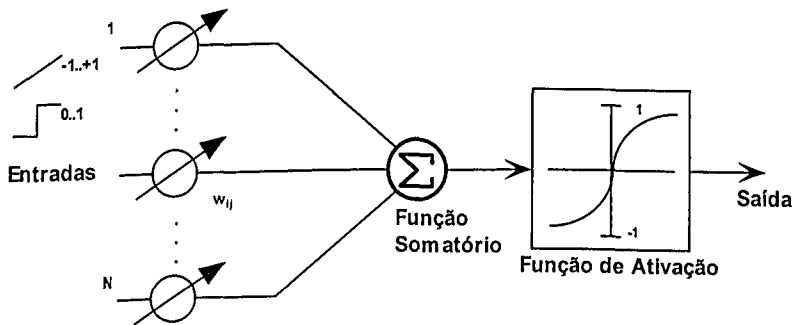 1
-1..+1
0..1
Entradas
w_ij
N
Σ
Função
Somatório
1
-1
Função de Ativação
Saída